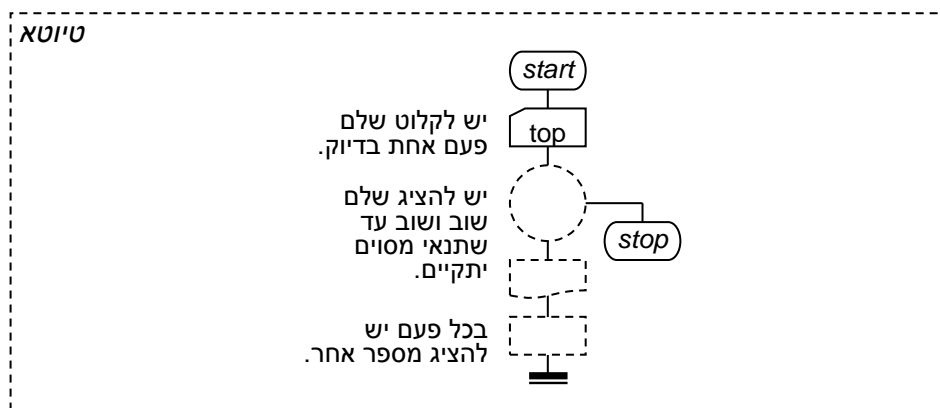 טיוטא
start
יש לקלוט שלם
פעם אחת בדיוק.
top
יש להציג שלם
שוב ושוב עד
שתנאי מסוים
יתקיים.
stop
בכל פעם יש
להציג מספר אחר.